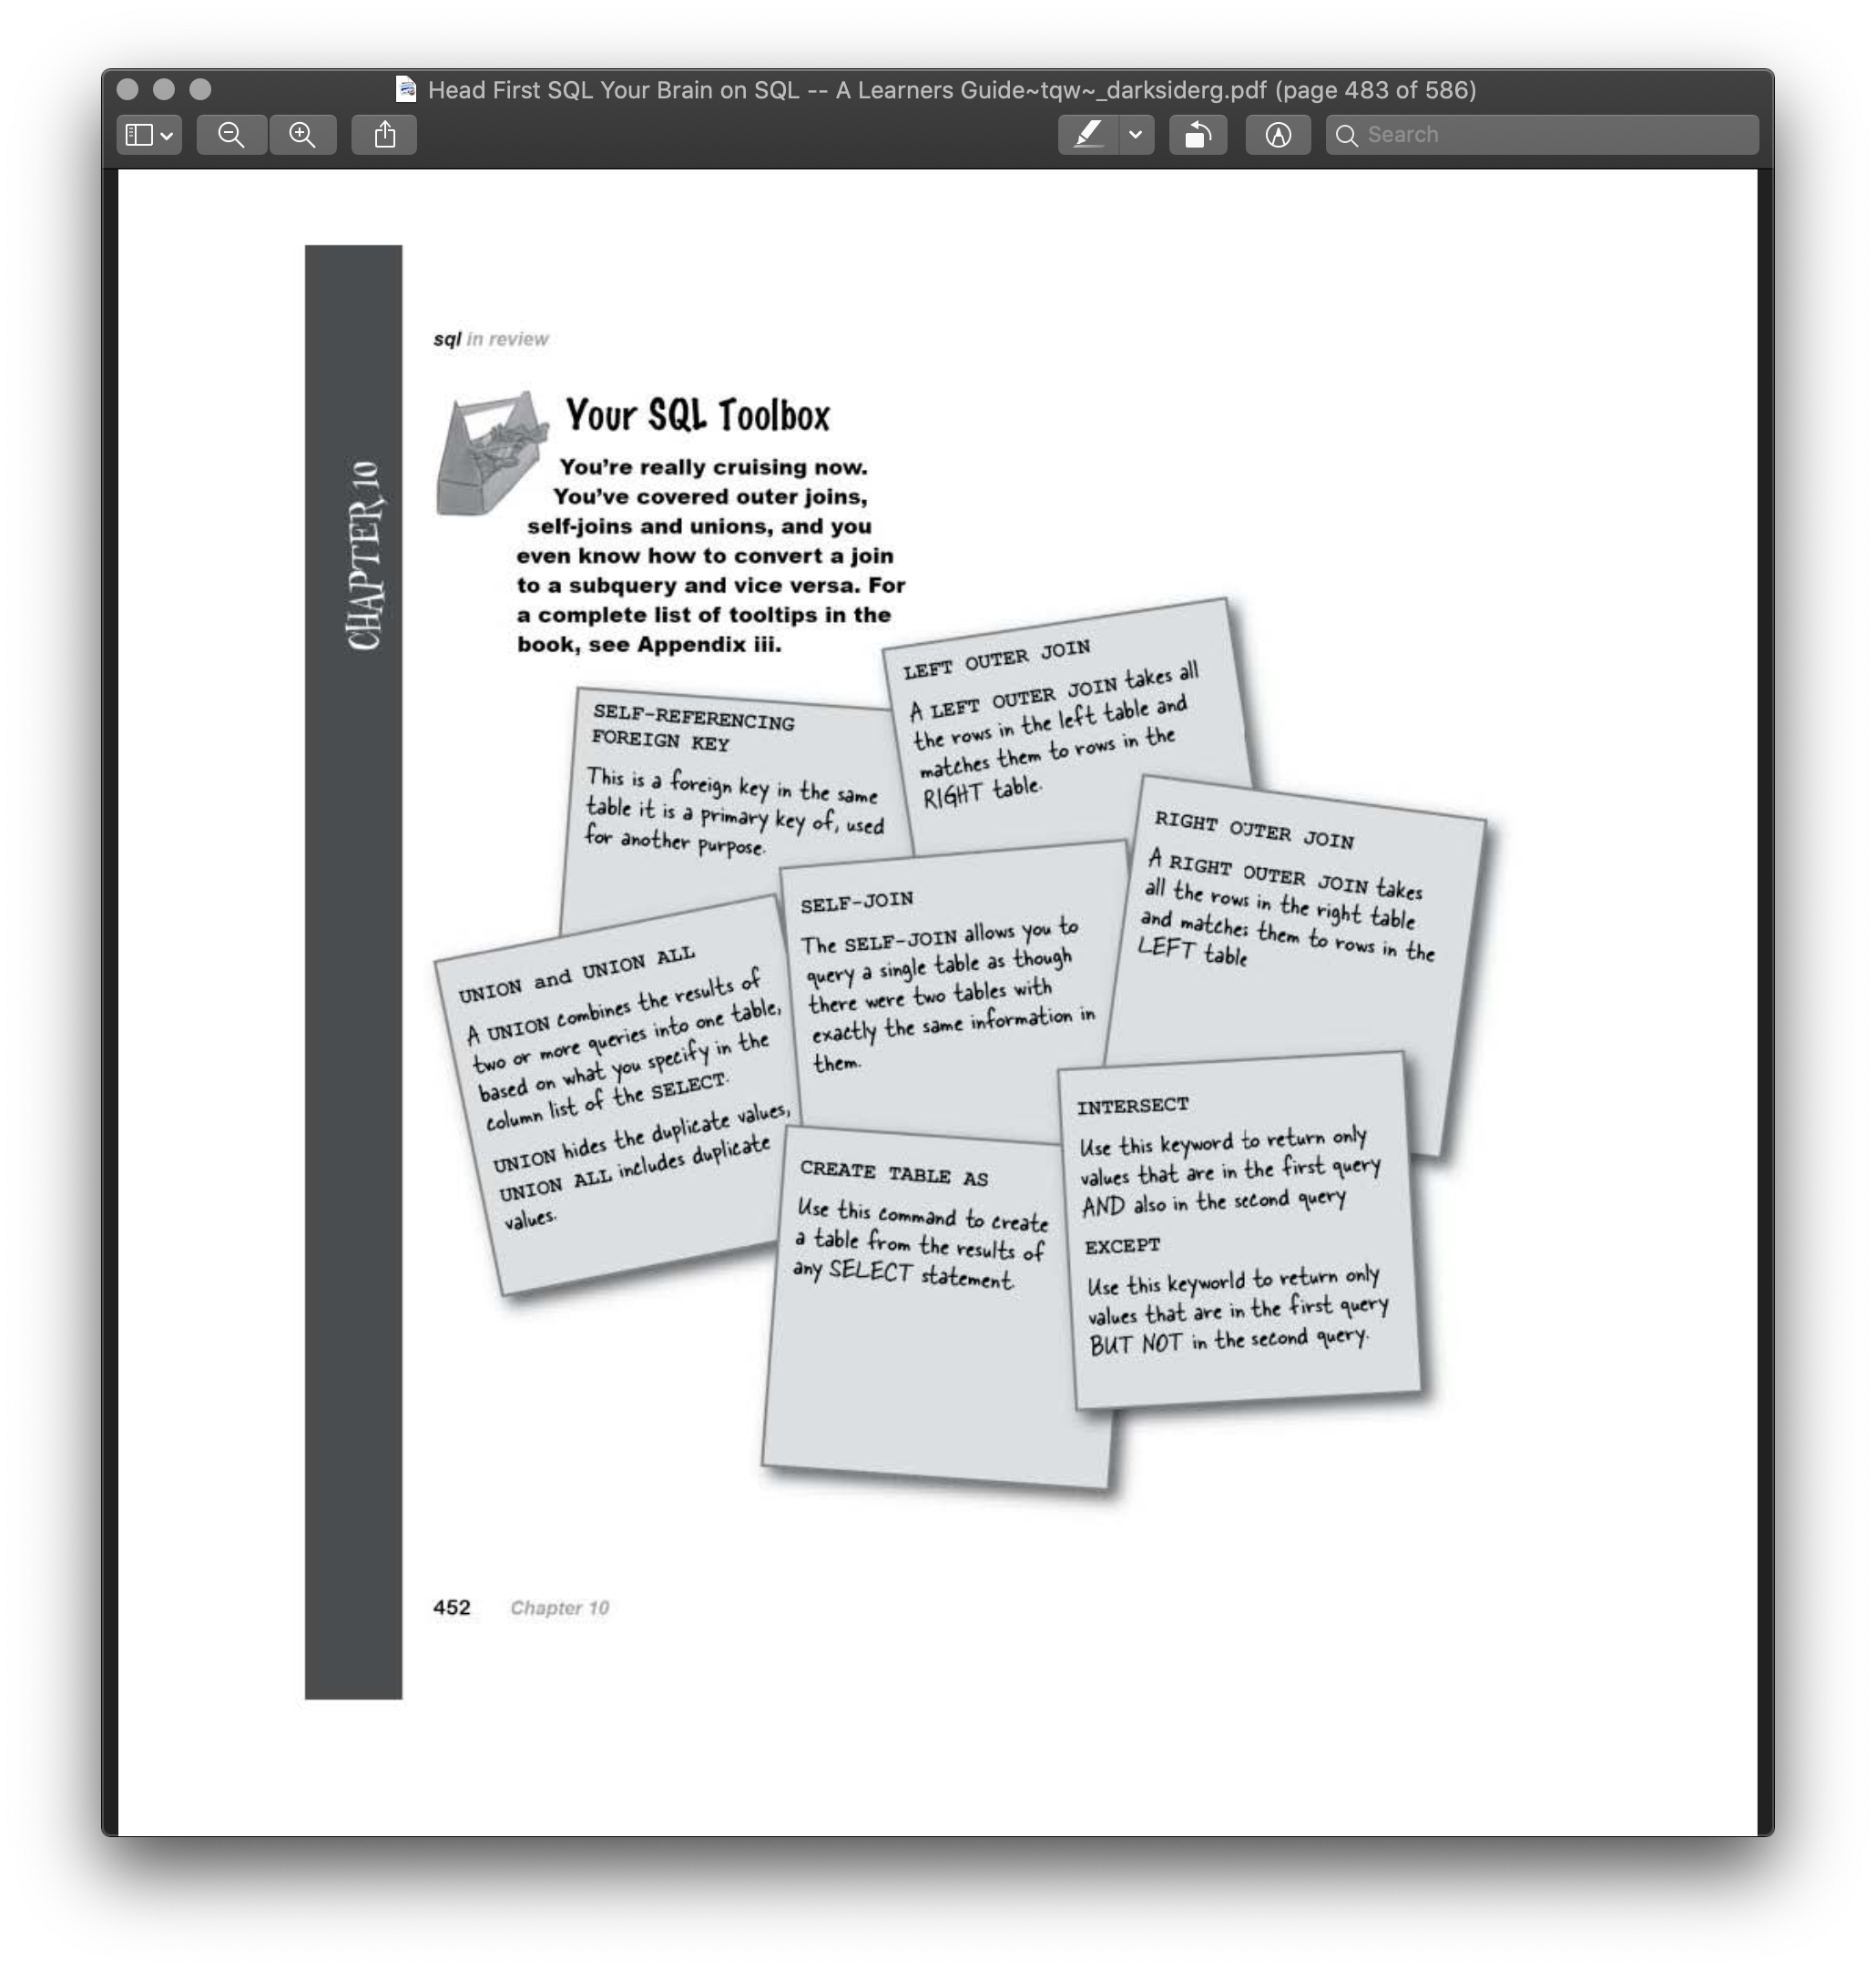 Head First SQL Your Brain on SQL -- A Learners Guide~tqw~_darksiderg.pdf (page 483 of 586)
Search
CHAPTER 10
sql in review
Your SQL Toolbox
You're really cruising now.
You've covered outer joins,
self-joins and unions, and you
even know how to convert a join
to a subquery and vice versa. For
a complete list of tooltips in the
book, see Appendix iii.
LEFT OUTER JOIN
A LEFT OUTER JOIN takes all
the rows in the left table and
matches them to rows in the
RIGHT table.
SELF-REFERENCING
FOREIGN KEY
This is a foreign key in the same
table it is a primary key of, used
for another purpose.
RIGHT OUTER JOIN
A RIGHT OUTER JOIN takes
all the rows in the right table
and matches them to rows in the
LEFT table
SELF-JOIN
The SELF-JOIN allows you to
query a single table as though
there were two tables with
exactly the same information in
them.
UNION and UNION ALL
A UNION combines the results of
two or more queries into one table,
based on what you specify in the
column list of the SELECT.
UNION hides the duplicate values,
UNION ALL includes duplicate
values.
INTERSECT
Use this keyword to return only
values that are in the first query
AND also in the second query
EXCEPT
Use this keyworld to return only
values that are in the first query
BUT NOT in the second query.
CREATE TABLE AS
Use this command to create
a table from the results of
any SELECT statement.
452 Chapter 10